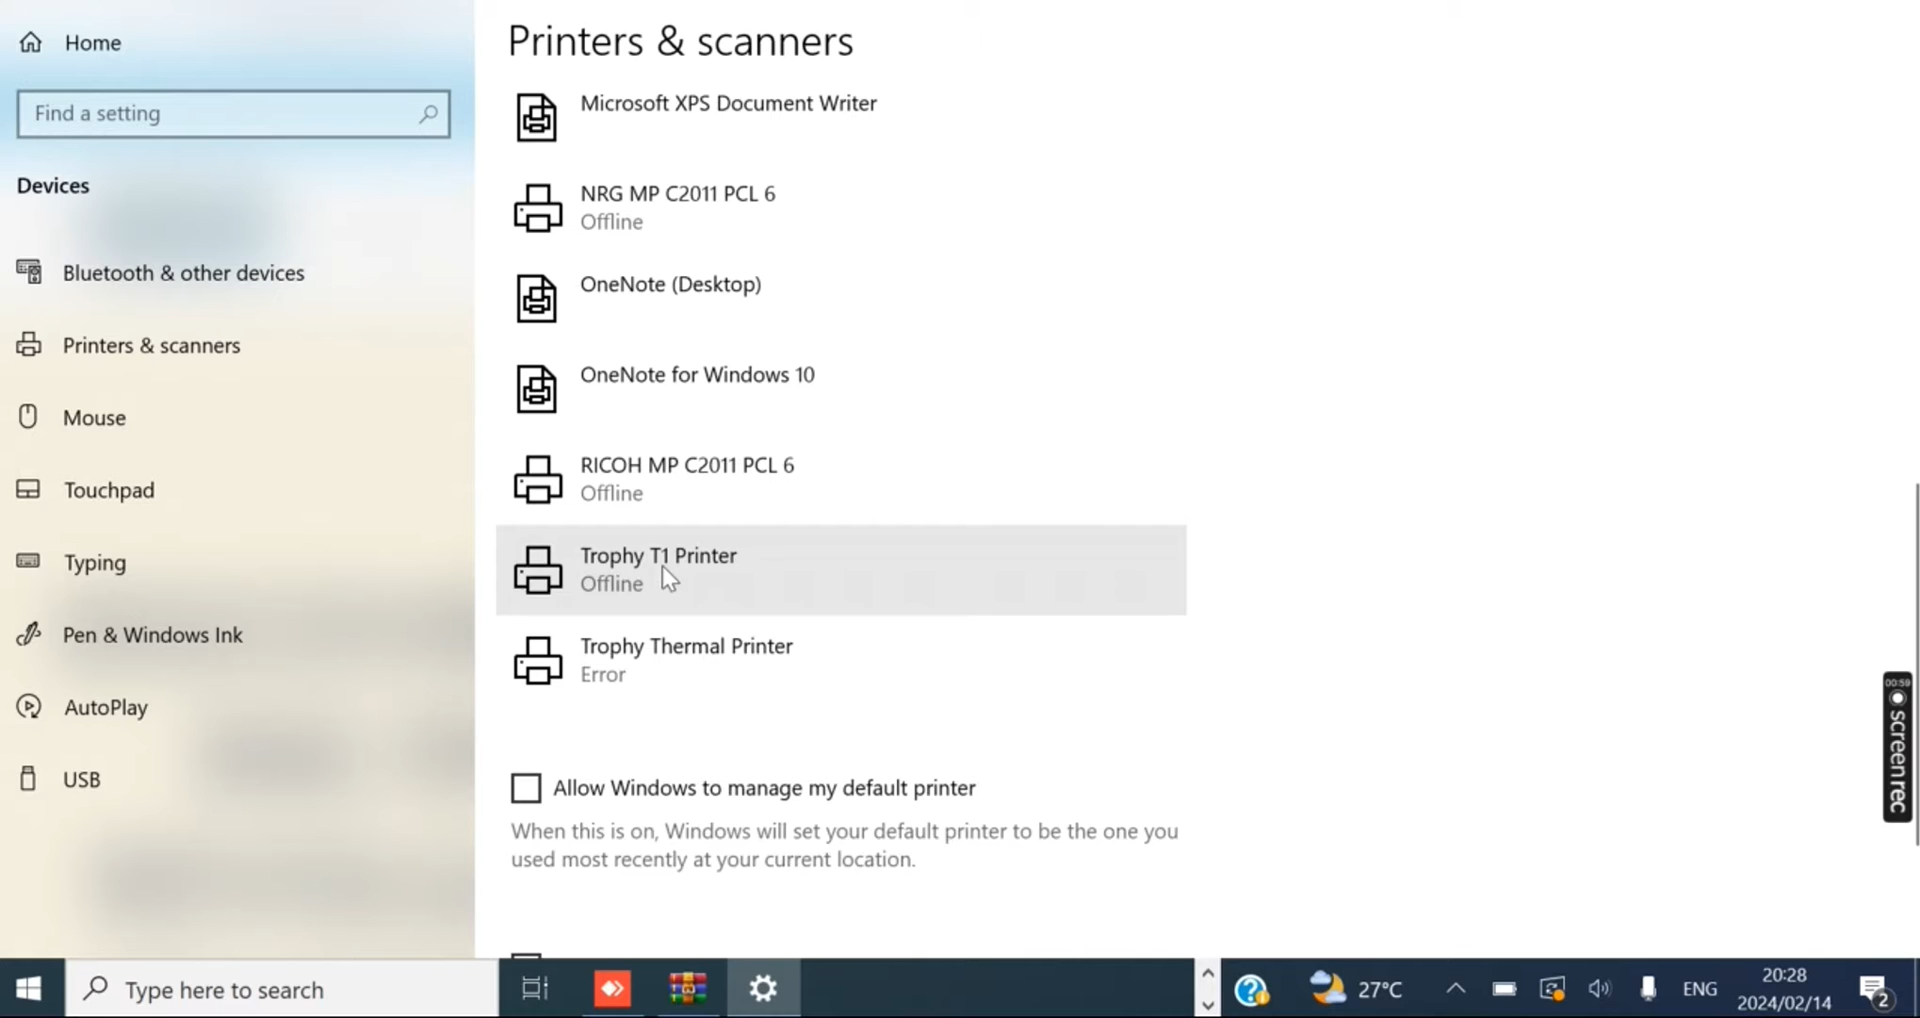 Home
Find a setting
Devices
Bluetooth & other devices
Printers & scanners
Mouse
Touchpad
Typing
Pen & Windows Ink
AutoPlay
USB
Printers & scanners
Microsoft XPS Document Writer
NRG MP C2011 PCL 6
Offline
OneNote (Desktop)
OneNote for Windows 10
RICOH MP C2011 PCL 6
Offline
Trophy T1 Printer
Offline
Trophy Thermal Printer
Error
Allow Windows to manage my default printer
When this is on, Windows will set your default printer to be the one you
used most recently at your current location.
00:59
screenrec
Type here to search
27°C
ENG
20:28
2024/02/14
2